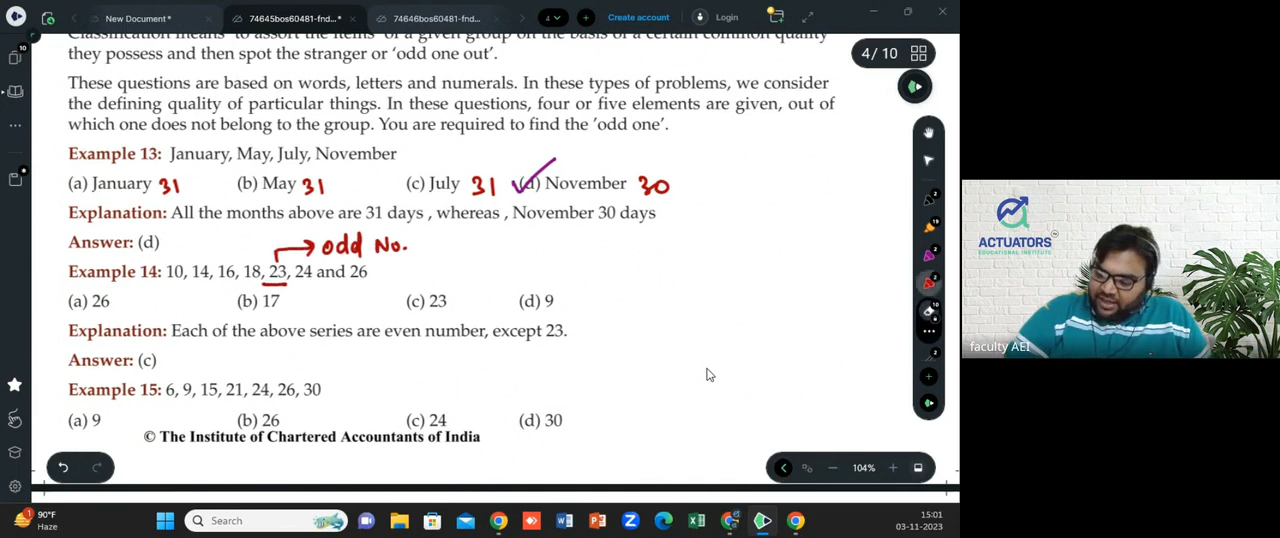 New Document*
74645bos60481-fnd...*
74646bos60481-fnd...
4
Create account
Login
Classification means 'to assort the items' of a given group on the basis of a certain common quality
they possess and then spot the stranger or 'odd one out'.
4 / 10
These questions are based on words, letters and numerals. In these types of problems, we consider
the defining quality of particular things. In these questions, four or five elements are given, out of
which one does not belong to the group. You are required to find the 'odd one'.
Example 13: January, May, July, November
(a) January 31 (b) May 31 (c) July 31 (d) November 30
Explanation: All the months above are 31 days , whereas , November 30 days
Answer: (d)
odd No.
Example 14: 10, 14, 16, 18, 23, 24 and 26
(a) 26 (b) 17 (c) 23 (d) 9
Explanation: Each of the above series are even number, except 23.
Answer: (c)
Example 15: 6, 9, 15, 21, 24, 26, 30
(a) 9 (b) 26 (c) 24 (d) 30
© The Institute of Chartered Accountants of India
104%
ACTUATORS
EDUCATIONAL INSTITUTE
faculty AEI
90°F
Haze
Search
15:01
03-11-2023